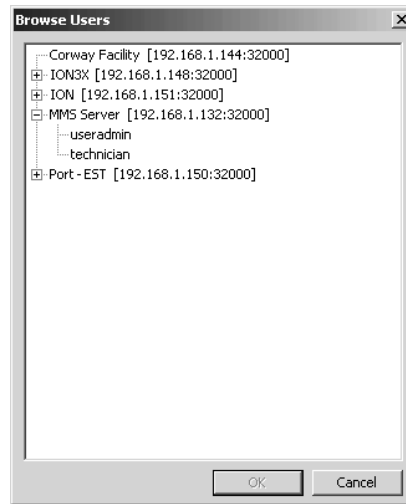 Browse Users
Corway Facility [192.168.1.144:32000]
ION3X [192.168.1.148:32000]
ION [192.168.1.151:32000]
MMS Server [192.168.1.132:32000]
useradmin
technician
Port - EST [192.168.1.150:32000]
OK Cancel